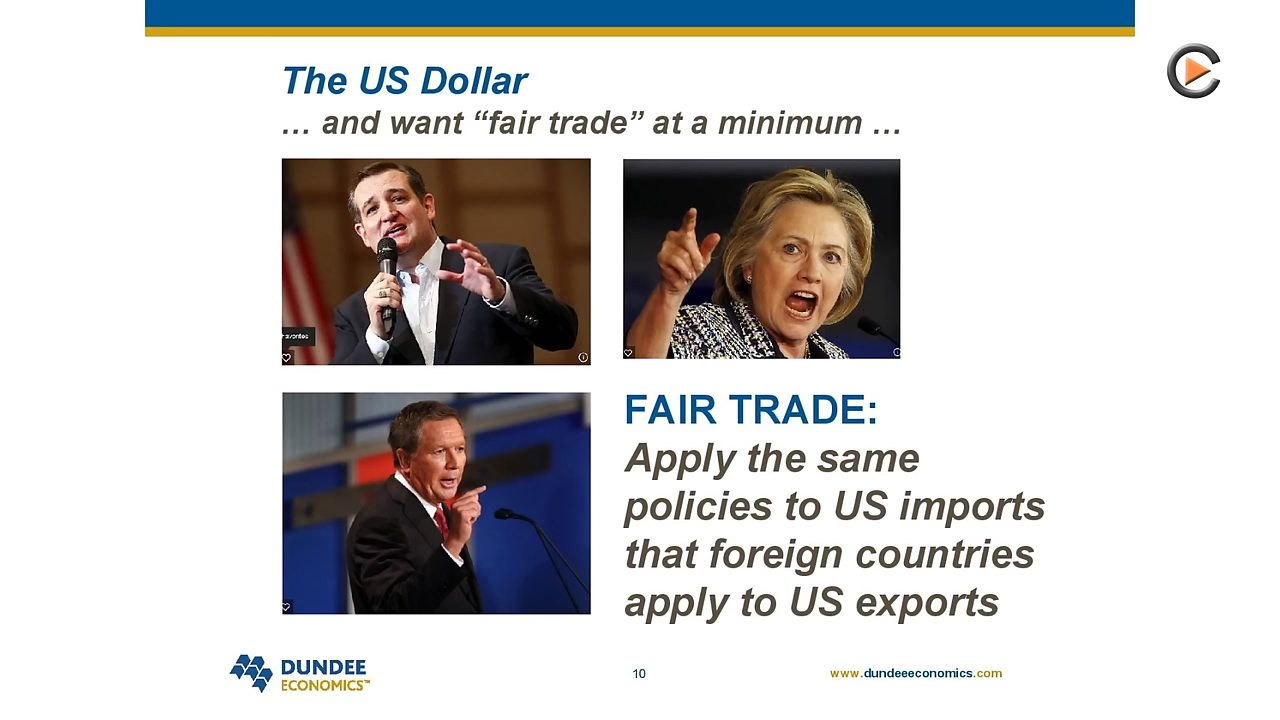 The US Dollar
… and want “fair trade” at a minimum …
Favorites
FAIR TRADE:
Apply the same
policies to US imports
that foreign countries
apply to US exports
DUNDEE
ECONOMICS™
10
www.dundeeeconomics.com